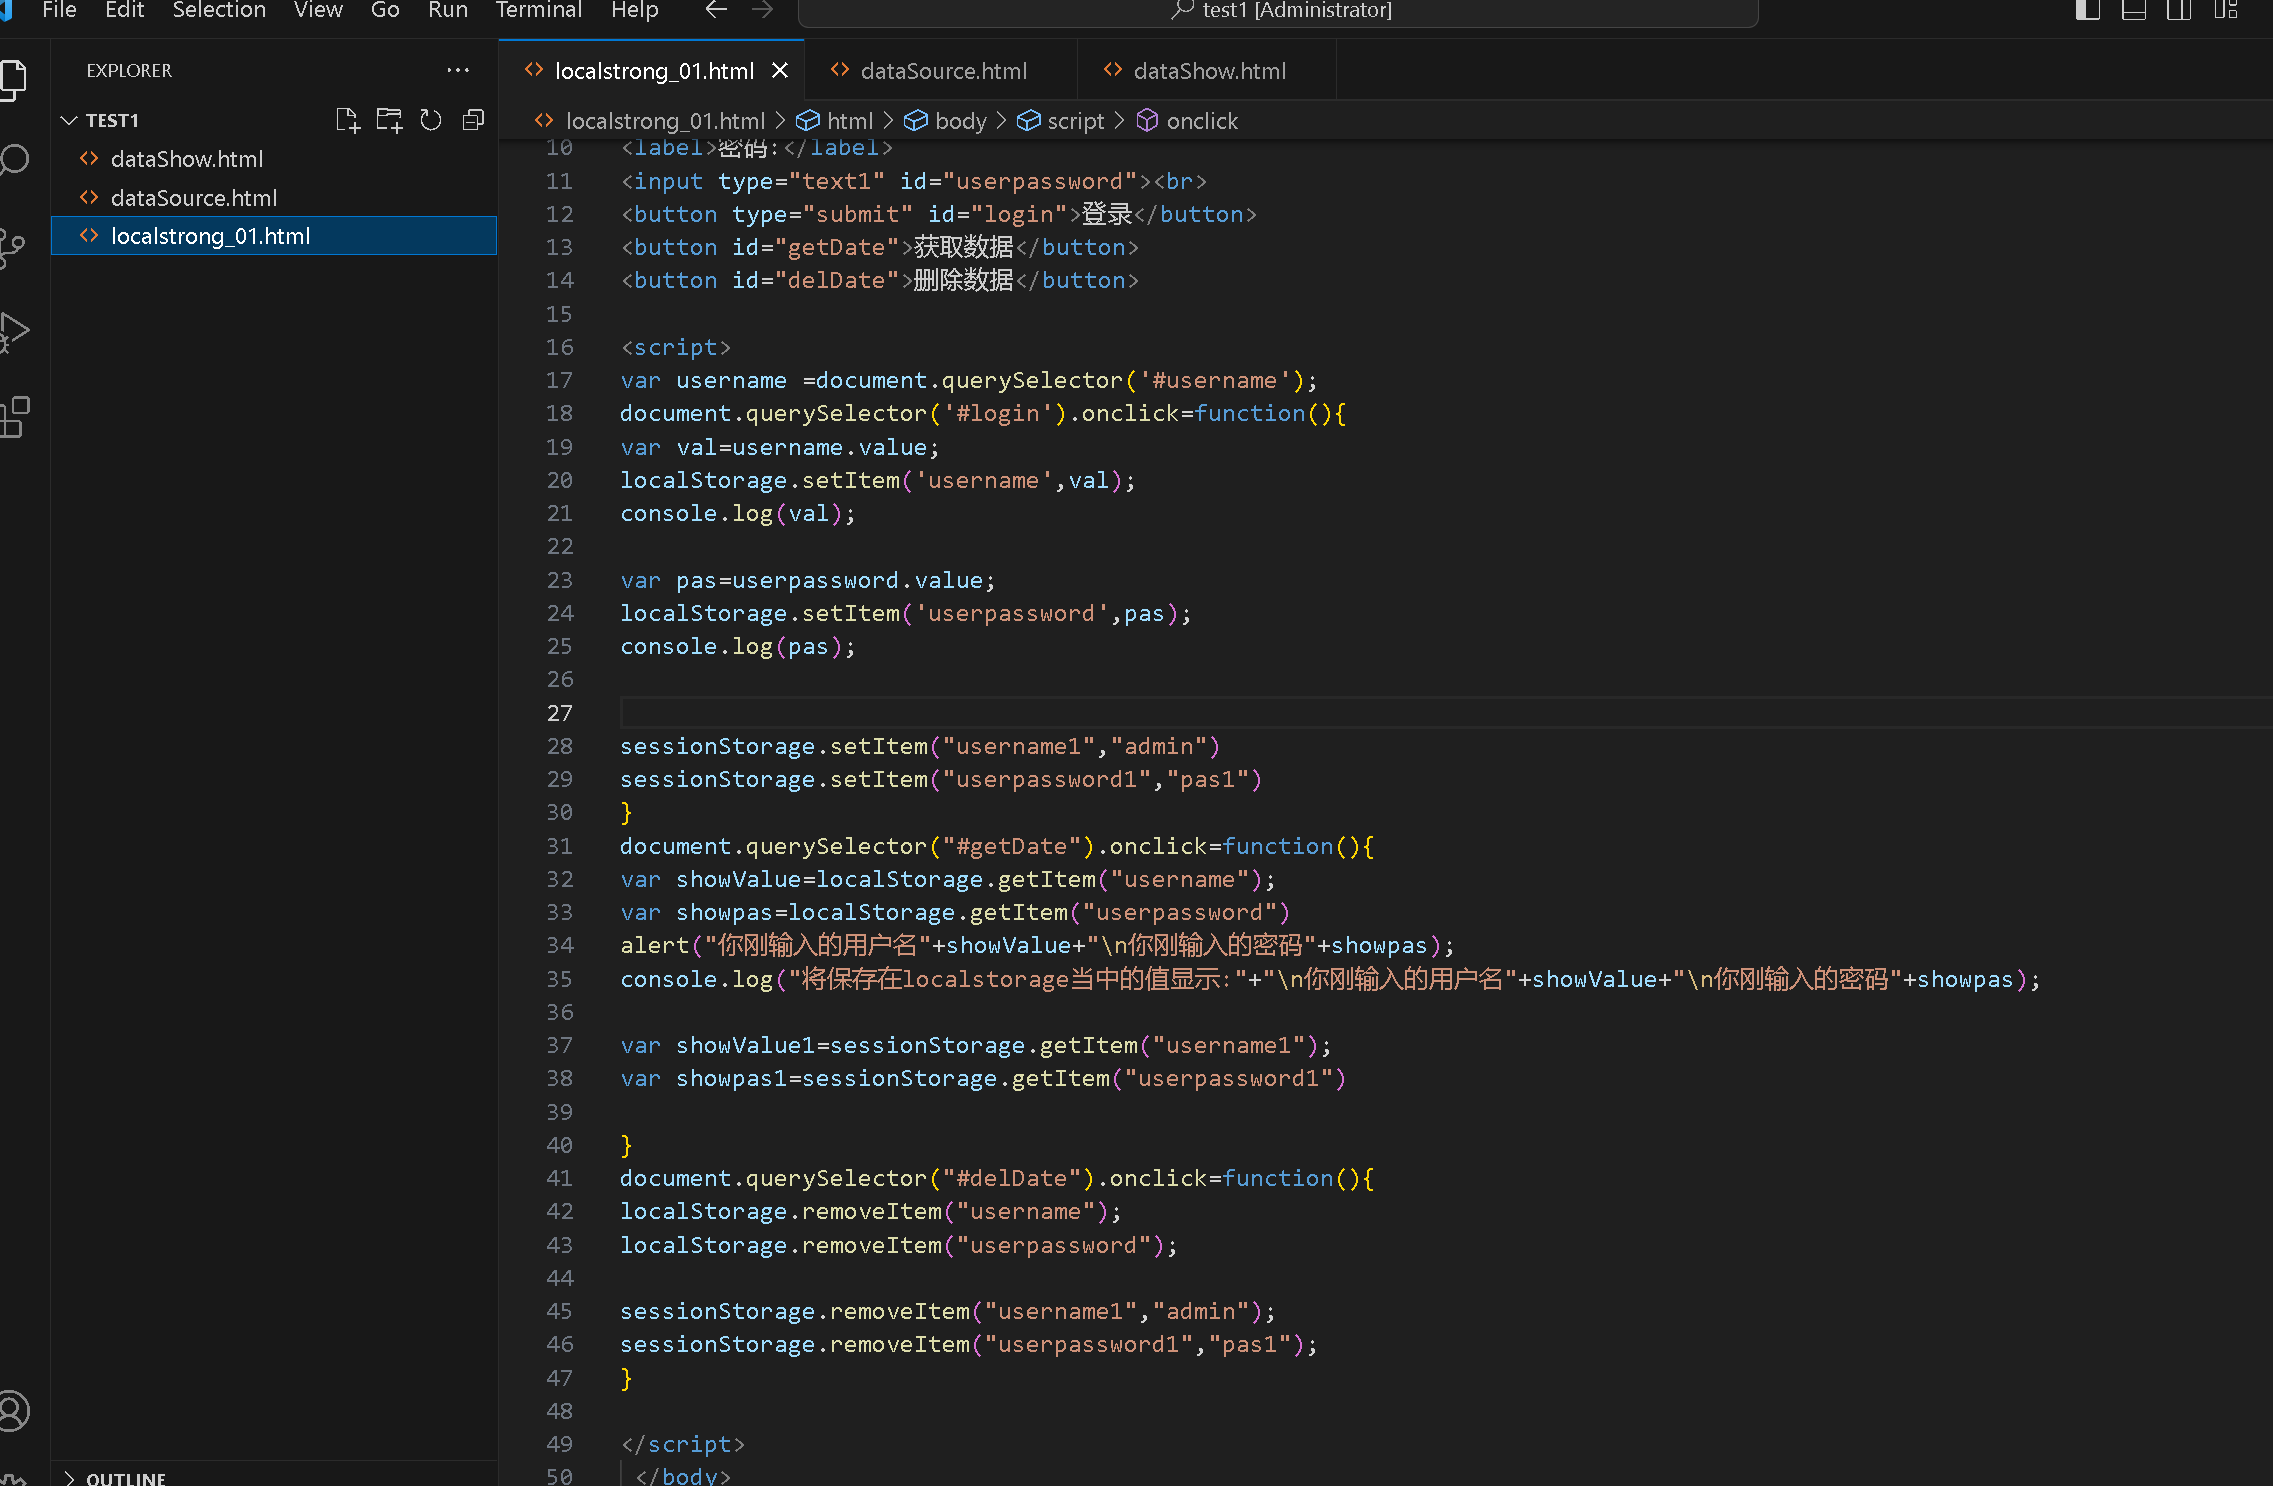 File Edit Selection View Go Run Terminal Help
test1 [Administrator]
EXPLORER
TEST1
dataShow.html
dataSource.html
localstrong_01.html
OUTLINE
localstrong_01.html dataSource.html dataShow.html
localstrong_01.html > html > body > script > onclick
10 <label>密码:</label>
11 <input type="text1" id="userpassword"><br>
12 <button type="submit" id="login">登录</button>
13 <button id="getDate">获取数据</button>
14 <button id="delDate">删除数据</button>
15
16 <script>
17 var username =document.querySelector('#username');
18 document.querySelector('#login').onclick=function(){
19 var val=username.value;
20 localStorage.setItem('username',val);
21 console.log(val);
22
23 var pas=userpassword.value;
24 localStorage.setItem('userpassword',pas);
25 console.log(pas);
26
27
28 sessionStorage.setItem("username1","admin")
29 sessionStorage.setItem("userpassword1","pas1")
30 }
31 document.querySelector("#getDate").onclick=function(){
32 var showValue=localStorage.getItem("username");
33 var showpas=localStorage.getItem("userpassword")
34 alert("你刚输入的用户名"+showValue+"\n你刚输入的密码"+showpas);
35 console.log("将保存在localstorage当中的值显示:"+"\n你刚输入的用户名"+showValue+"\n你刚输入的密码"+showpas);
36
37 var showValue1=sessionStorage.getItem("username1");
38 var showpas1=sessionStorage.getItem("userpassword1")
39
40 }
41 document.querySelector("#delDate").onclick=function(){
42 localStorage.removeItem("username");
43 localStorage.removeItem("userpassword");
44
45 sessionStorage.removeItem("username1","admin");
46 sessionStorage.removeItem("userpassword1","pas1");
47 }
48
49 </script>
50 </body>